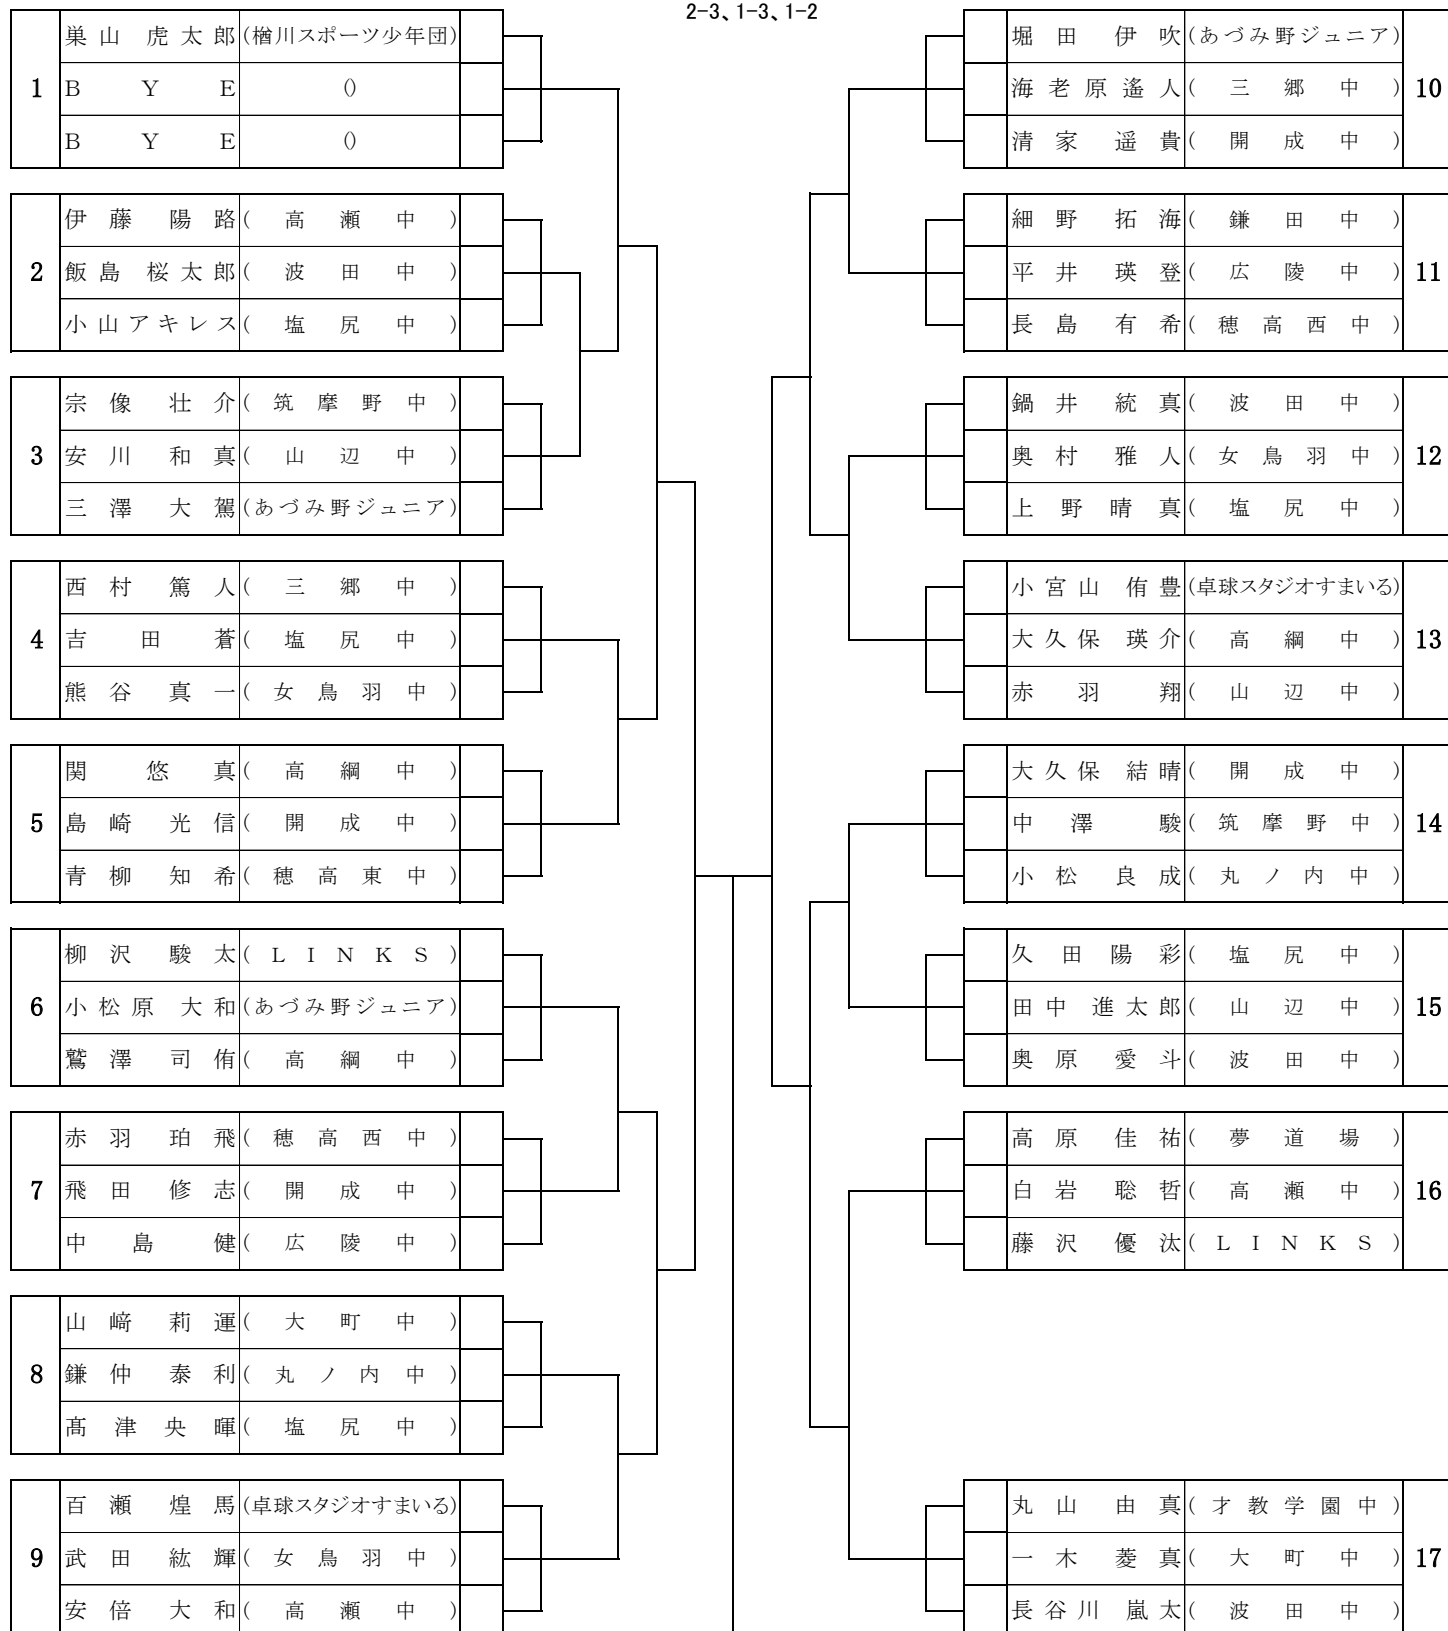 2-3、1-3、1-2
1
巣山 虎太郎 (楢川スポーツ少年団)
BYE ()
BYE ()
2
伊藤 陽路 (高瀬中)
飯島 桜太郎 (波田中)
小山アキレス (塩尻中)
3
宗像 壮介 (筑摩野中)
安川 和真 (山辺中)
三澤 大駕 (あづみ野ジュニア)
4
西村 篤人 (三郷中)
吉田 蒼 (塩尻中)
熊谷 真一 (女鳥羽中)
5
関 悠真 (高綱中)
島崎 光信 (開成中)
青柳 知希 (穂高東中)
6
柳沢 駿太 (LINKS)
小松原 大和 (あづみ野ジュニア)
鷲澤 司侑 (高綱中)
7
赤羽 珀飛 (穂高西中)
飛田 修志 (開成中)
中島 健 (広陵中)
8
山﨑 莉運 (大町中)
鎌仲 泰利 (丸ノ内中)
髙津央暉 (塩尻中)
9
百瀬 煌馬 (卓球スタジオすまいる)
武田 紘輝 (女鳥羽中)
安倍 大和 (高瀬中)
堀田 伊吹 (あづみ野ジュニア)
海老原遙人 (三郷中)
清家 遥貴 (開成中)
10
細野 拓海 (鎌田中)
平井 瑛登 (広陵中)
長島 有希 (穂高西中)
11
鍋井 統真 (波田中)
奥村 雅人 (女鳥羽中)
上野晴真 (塩尻中)
12
小宮山 侑豊 (卓球スタジオすまいる)
大久保 瑛介 (高綱中)
赤羽 翔 (山辺中)
13
大久保 結晴 (開成中)
中澤 駿 (筑摩野中)
小松 良成 (丸ノ内中)
14
久田陽彩 (塩尻中)
田中 進太郎 (山辺中)
奥原愛斗 (波田中)
15
高原 佳祐 (夢道場)
白岩 聡哲 (高瀬中)
藤沢 優汰 (LINKS)
16
丸山 由真 (才教学園中)
一木 菱真 (大町中)
長谷川 嵐太 (波田中)
17